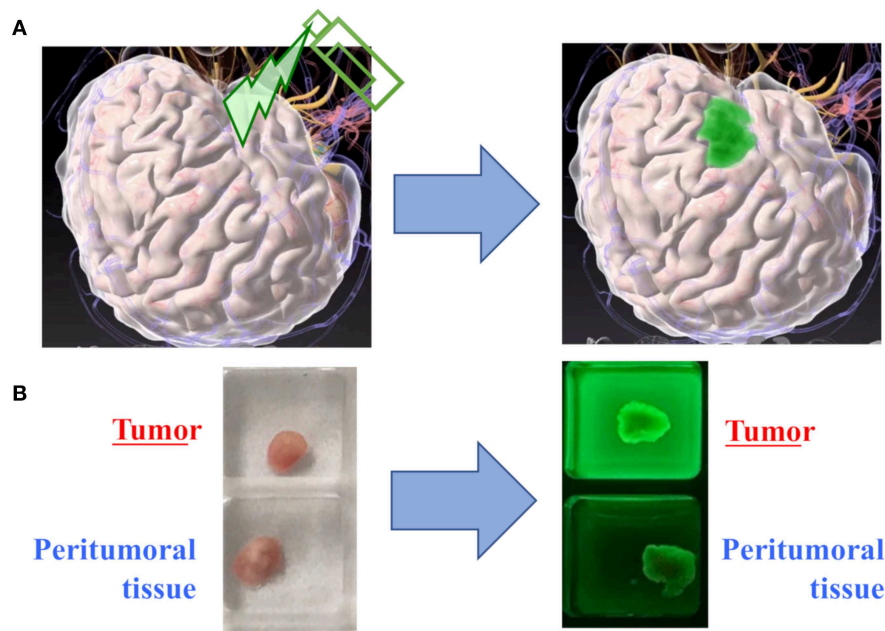 A
B
Tumor
Peritumoral
tissue
Tumor
Peritumoral
tissue